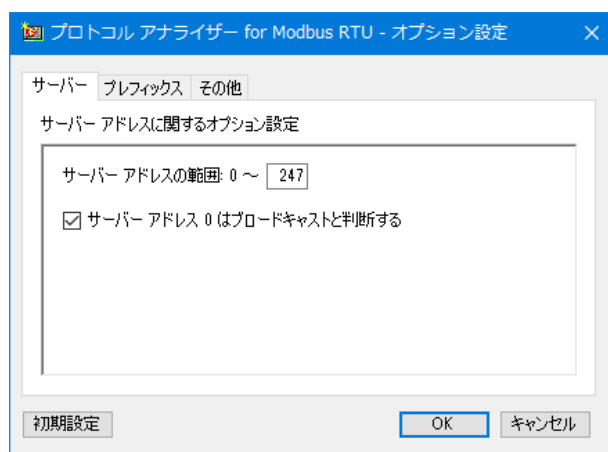 プロトコル アナライザー for Modbus RTU - オプション設定
サーバー プレフィックス その他
サーバー アドレスに関するオプション設定
サーバー アドレスの範囲: 0 ～ 247
サーバー アドレス 0 はブロードキャストと判断する
初期設定 OK キャンセル